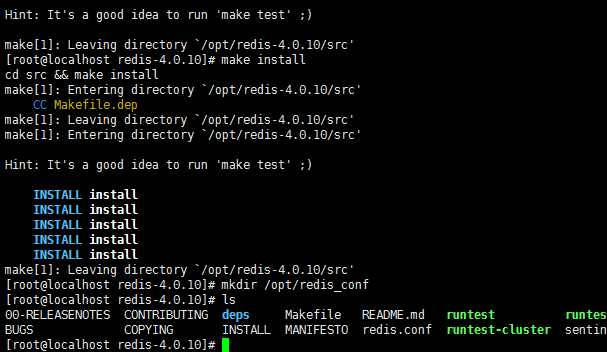 Hint: It's a good idea to run 'make test' ;)
make[1]: Leaving directory `/opt/redis-4.0.10/src'
[root@localhost redis-4.0.10]# make install
cd src && make install
make[1]: Entering directory `/opt/redis-4.0.10/src'
CC Makefile.dep
make[1]: Leaving directory `/opt/redis-4.0.10/src'
make[1]: Entering directory `/opt/redis-4.0.10/src'
Hint: It's a good idea to run 'make test' ;)
INSTALL install
INSTALL install
INSTALL install
INSTALL install
INSTALL install
make[1]: Leaving directory `/opt/redis-4.0.10/src'
[root@localhost redis-4.0.10]# mkdir /opt/redis_conf
[root@localhost redis-4.0.10]# ls
00-RELEASENOTES CONTRIBUTING deps Makefile README.md runtest runtes
BUGS COPYING INSTALL MANIFESTO redis.conf runtest-cluster sentin
[root@localhost redis-4.0.10]#